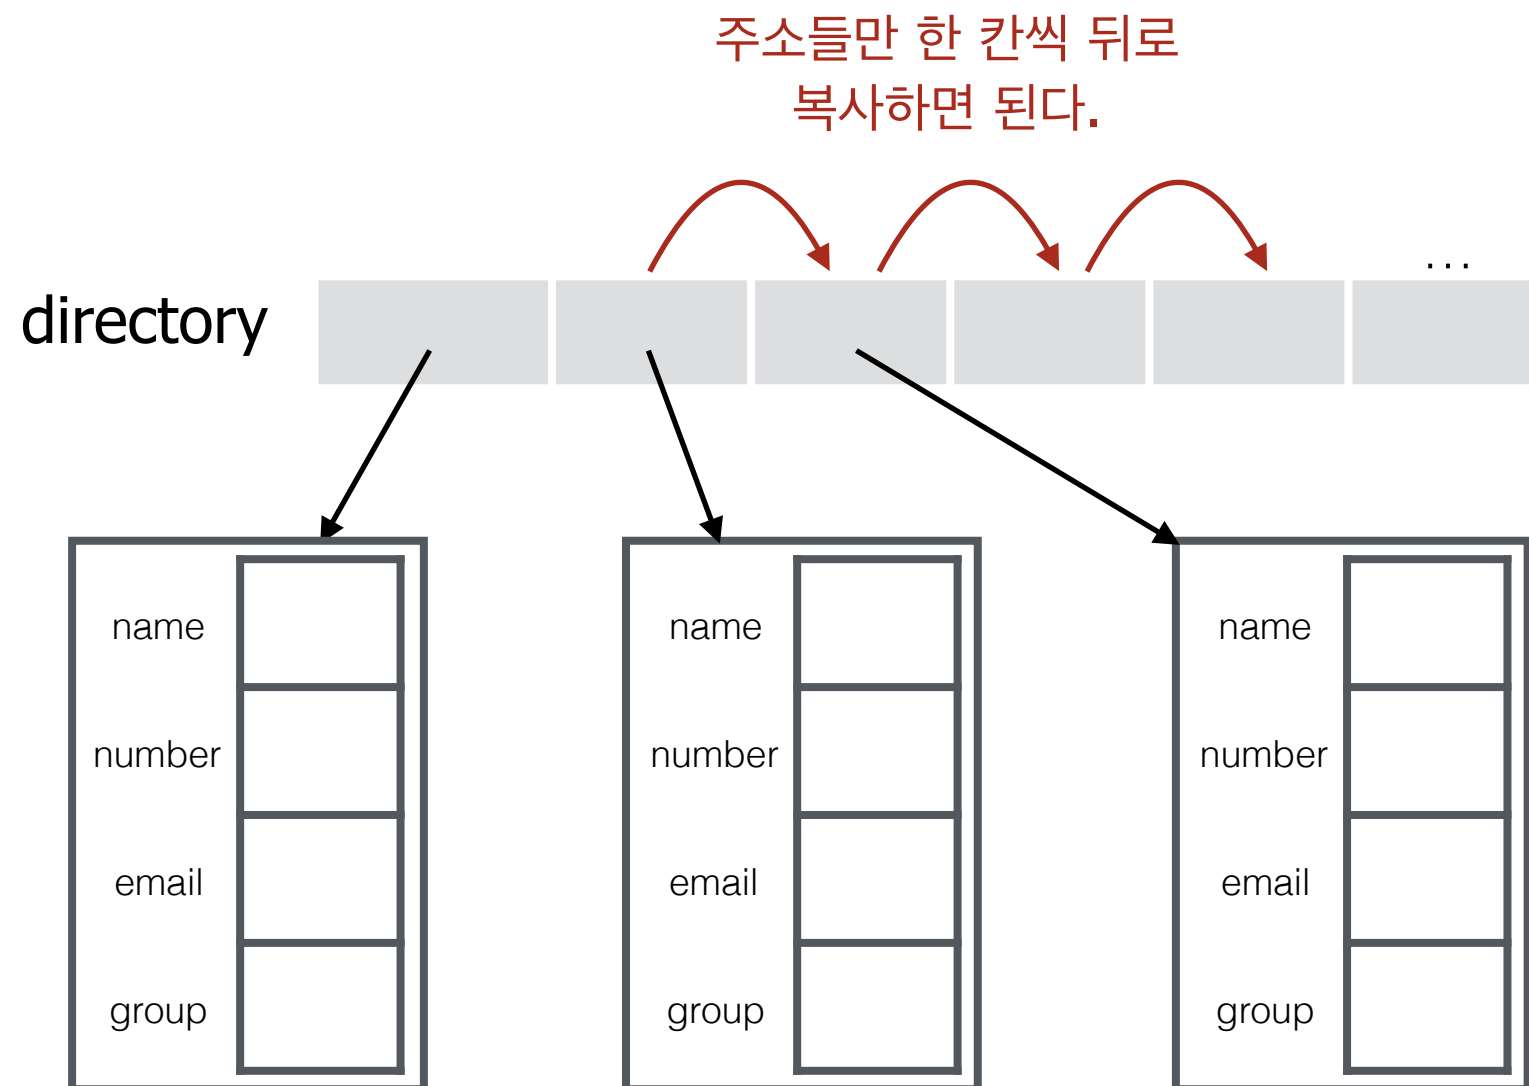 주소들만 한 칸씩 뒤로
복사하면 된다.
...
directory
name name name
number number number
email email email
group group group